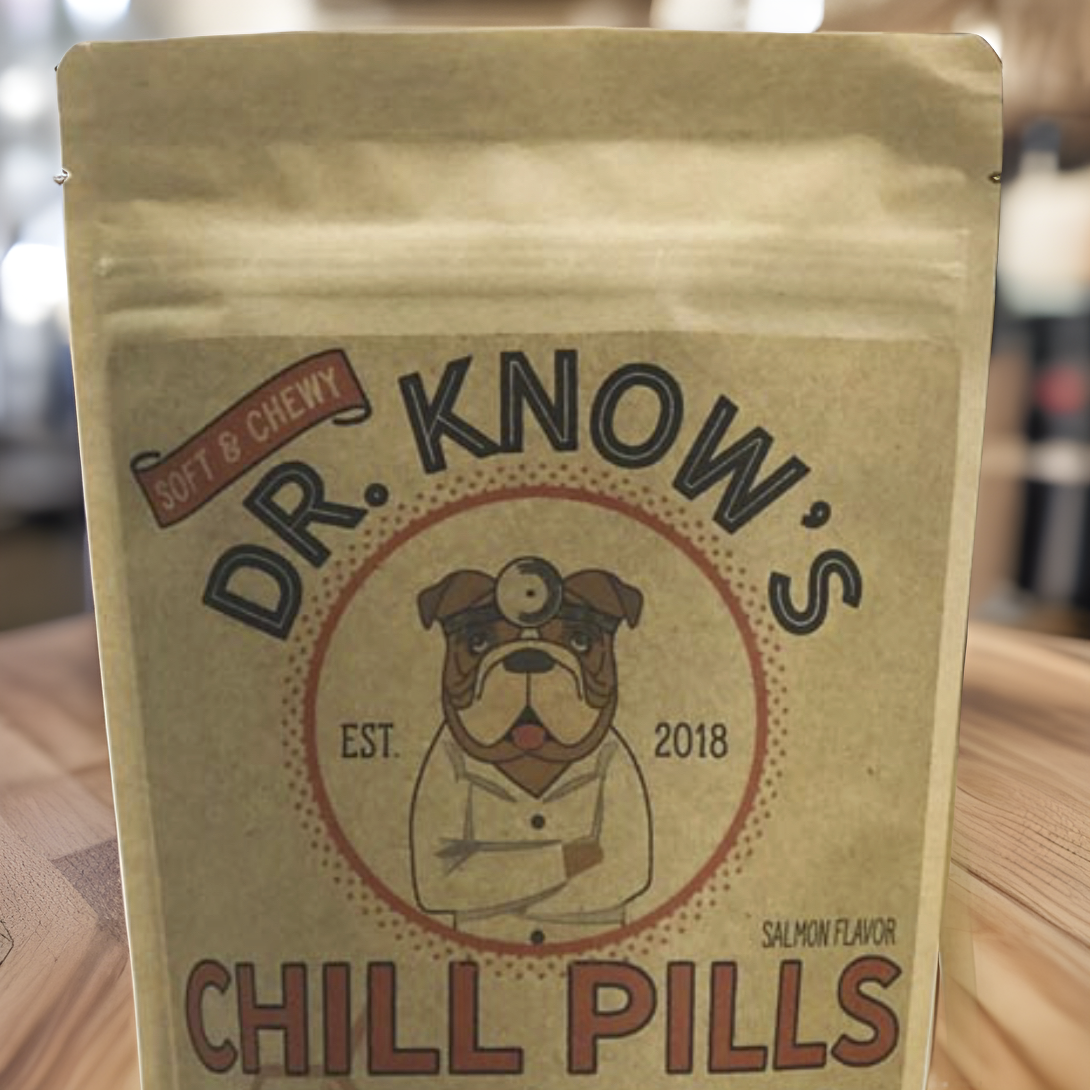 SOFT & CHEWY
DR. KNOW'S
EST. 2018
SALMON FLAVOR
CHILL PILLS